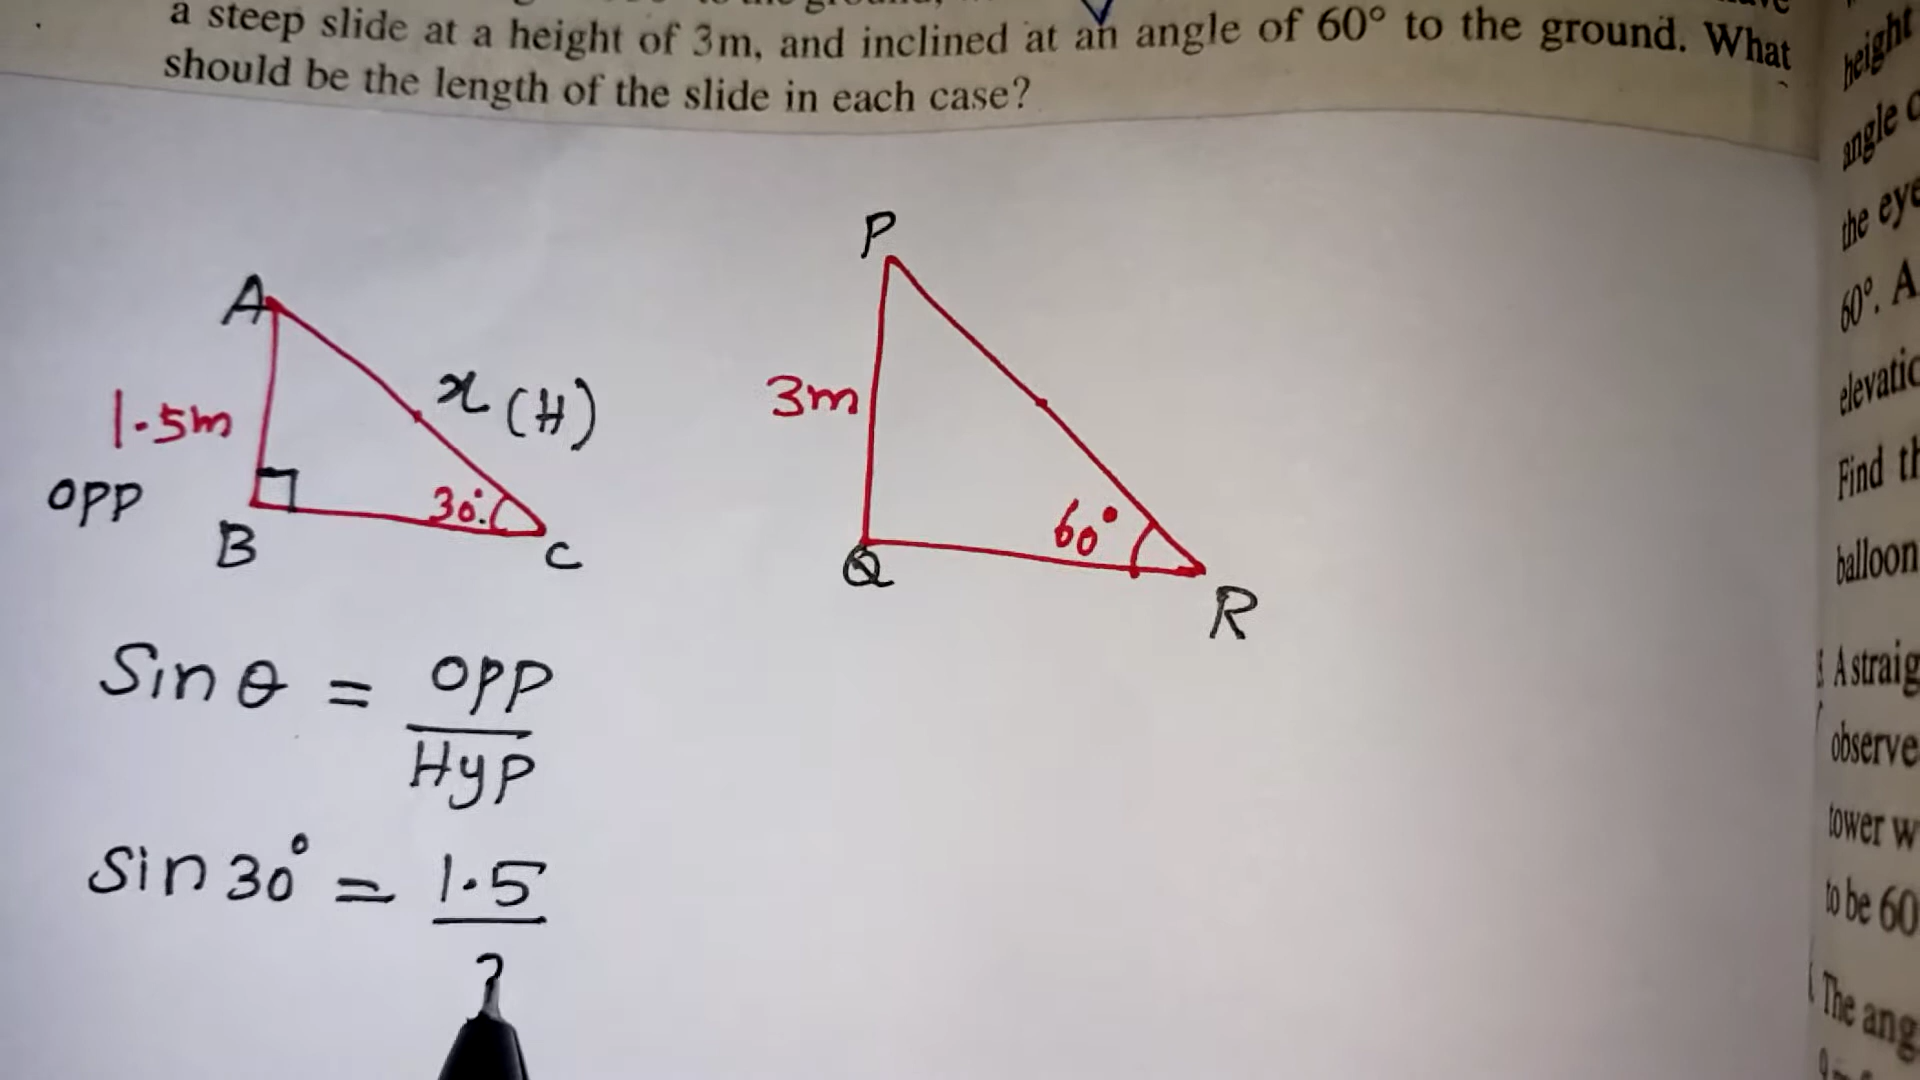 a steep slide at a height of 3m, and inclined at an angle of 60° to the ground. What
should be the length of the slide in each case?
A
1.5m
x (H)
OPP
30°
B
C
P
3m
60°
Q
R
Sin θ = OPP
Hyp
Sin 30° = 1.5
height
angle
the eye
60°. A
elevatic
Find th
balloon
A straig
observe
tower w
to be 60
The ang